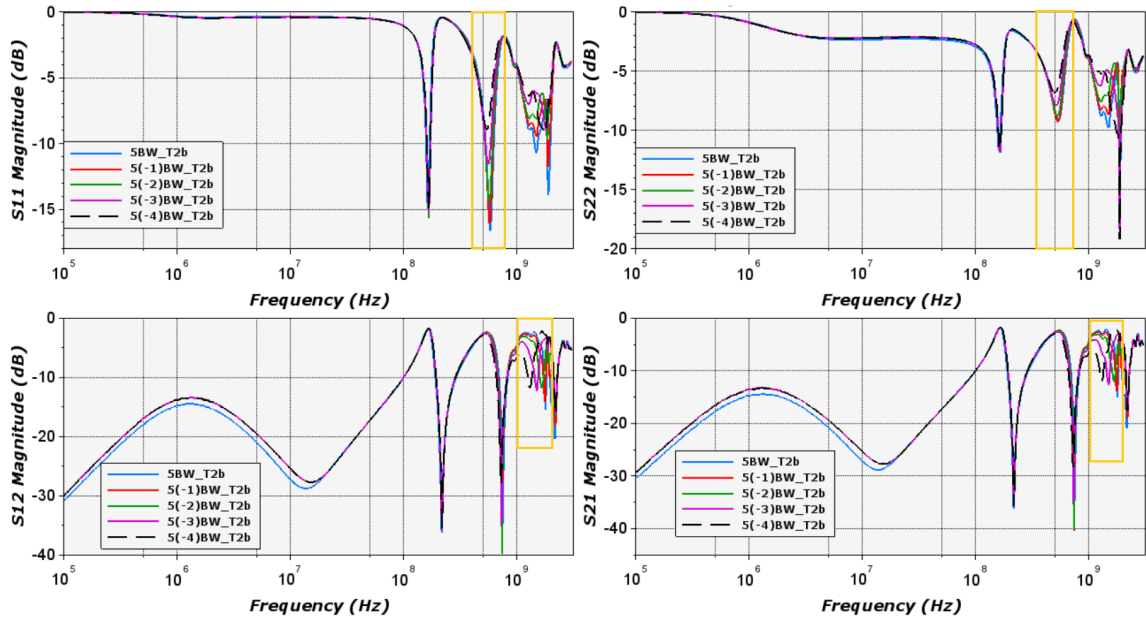 S11 Magnitude (dB)
0
-5
-10
-15
5BW_T2b
5(-1)BW_T2b
5(-2)BW_T2b
5(-3)BW_T2b
5(-4)BW_T2b
10^5 10^6 10^7 10^8 10^9
Frequency (Hz)
S22 Magnitude (dB)
0
-5
-10
-15
-20
5BW_T2b
5(-1)BW_T2b
5(-2)BW_T2b
5(-3)BW_T2b
5(-4)BW_T2b
10^5 10^6 10^7 10^8 10^9
Frequency (Hz)
S12 Magnitude (dB)
0
-10
-20
-30
-40
5BW_T2b
5(-1)BW_T2b
5(-2)BW_T2b
5(-3)BW_T2b
5(-4)BW_T2b
10^5 10^6 10^7 10^8 10^9
Frequency (Hz)
S21 Magnitude (dB)
0
-10
-20
-30
-40
5BW_T2b
5(-1)BW_T2b
5(-2)BW_T2b
5(-3)BW_T2b
5(-4)BW_T2b
10^5 10^6 10^7 10^8 10^9
Frequency (Hz)